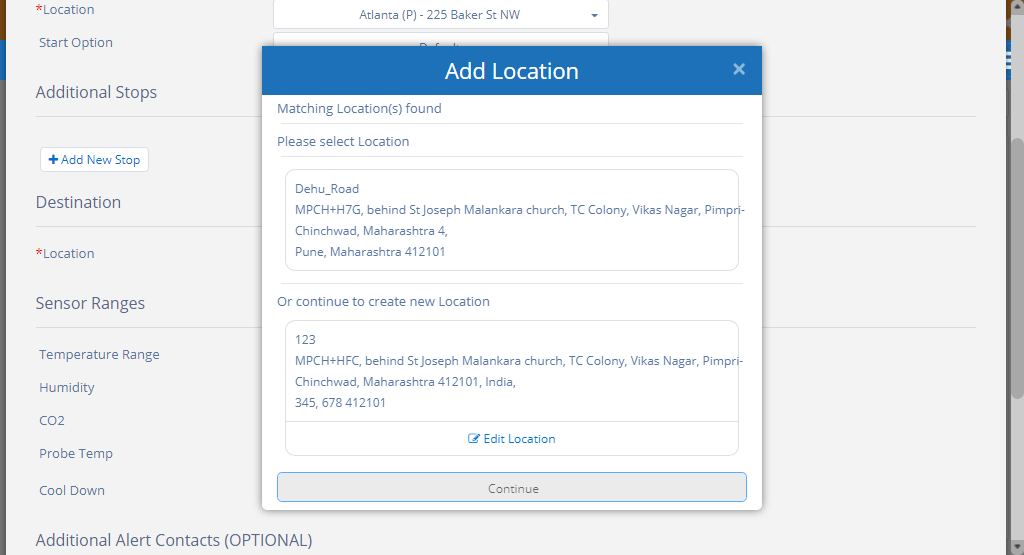 *Location
Atlanta (P) - 225 Baker St NW
Start Option
Additional Stops
Add New Stop
Destination
*Location
Sensor Ranges
Temperature Range
Humidity
CO2
Probe Temp
Cool Down
Additional Alert Contacts (OPTIONAL)
Add Location
×
Matching Location(s) found
Please select Location
Dehu_Road
MPCH+H7G, behind St Joseph Malankara church, TC Colony, Vikas Nagar, Pimpri-
Chinchwad, Maharashtra 4,
Pune, Maharashtra 412101
Or continue to create new Location
123
MPCH+HFC, behind St Joseph Malankara church, TC Colony, Vikas Nagar, Pimpri-
Chinchwad, Maharashtra 412101, India,
345, 678 412101
Edit Location
Continue